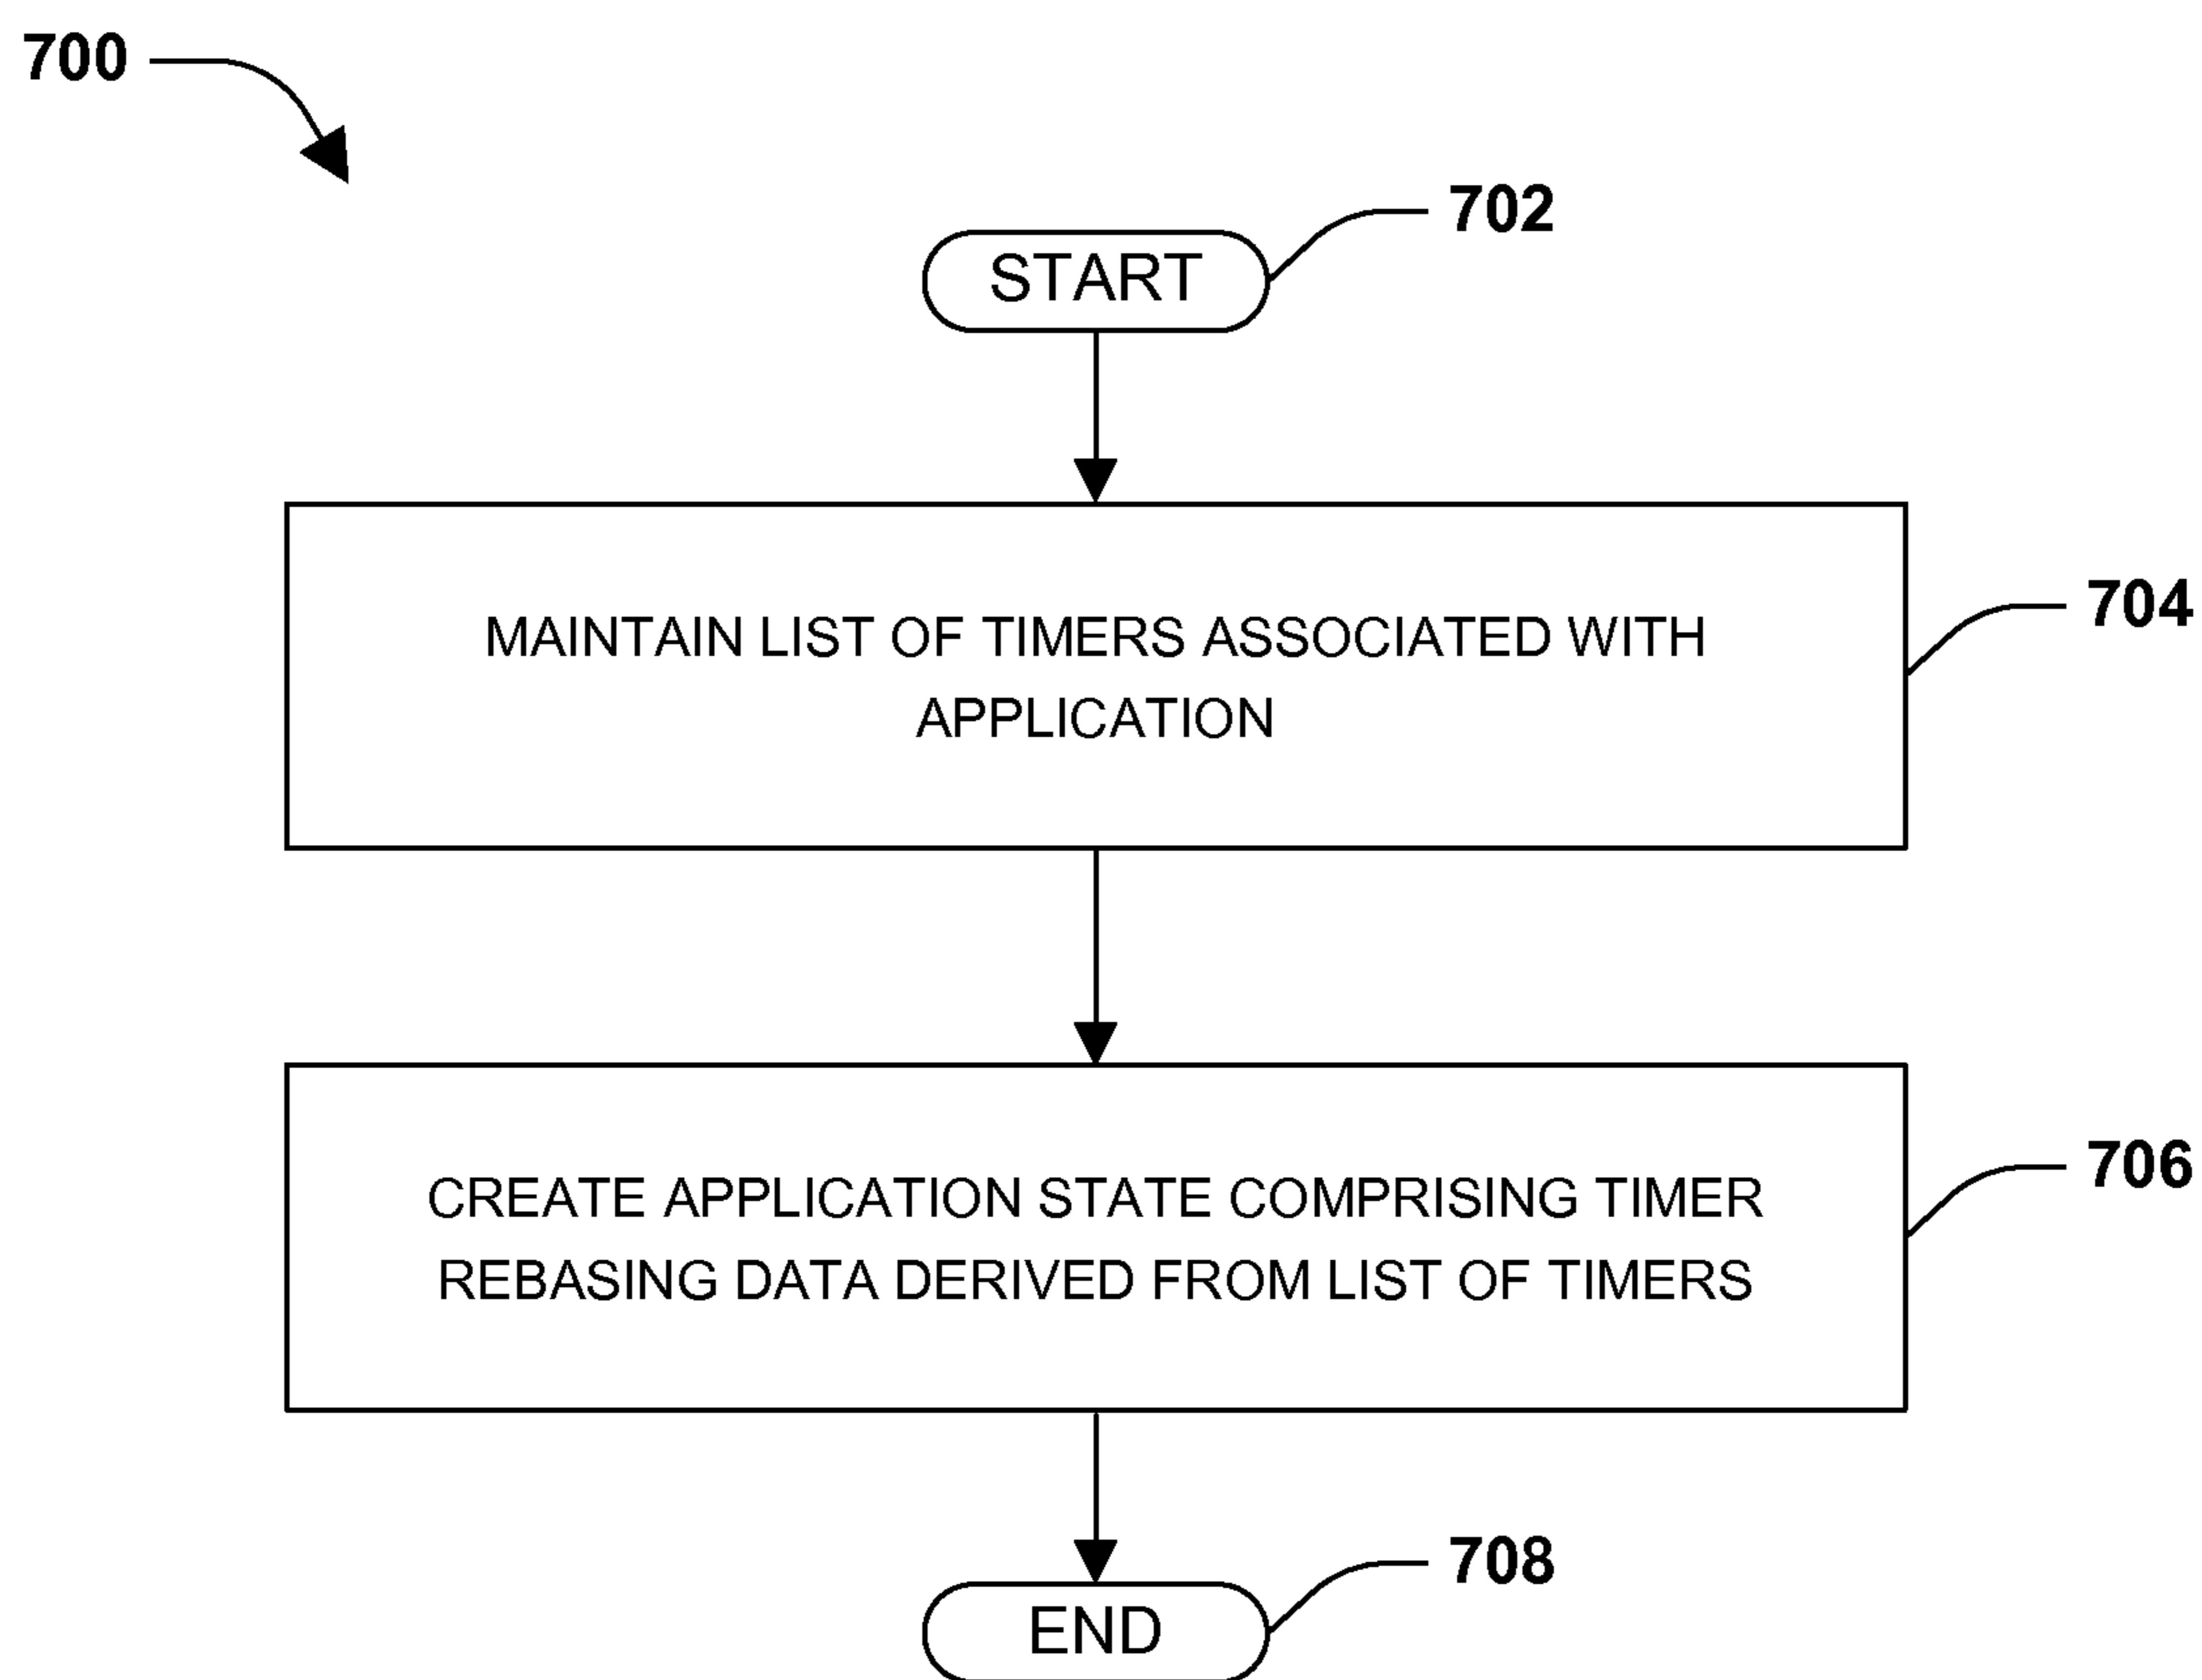 700
702
START
MAINTAIN LIST OF TIMERS ASSOCIATED WITH
APPLICATION
704
CREATE APPLICATION STATE COMPRISING TIMER
REBASING DATA DERIVED FROM LIST OF TIMERS
706
708
END